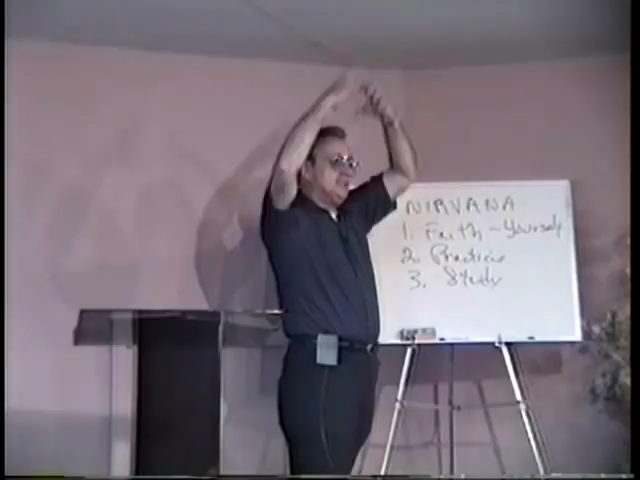 NIRVANA
1. Faith - Yourself
2. Practice
3. Study